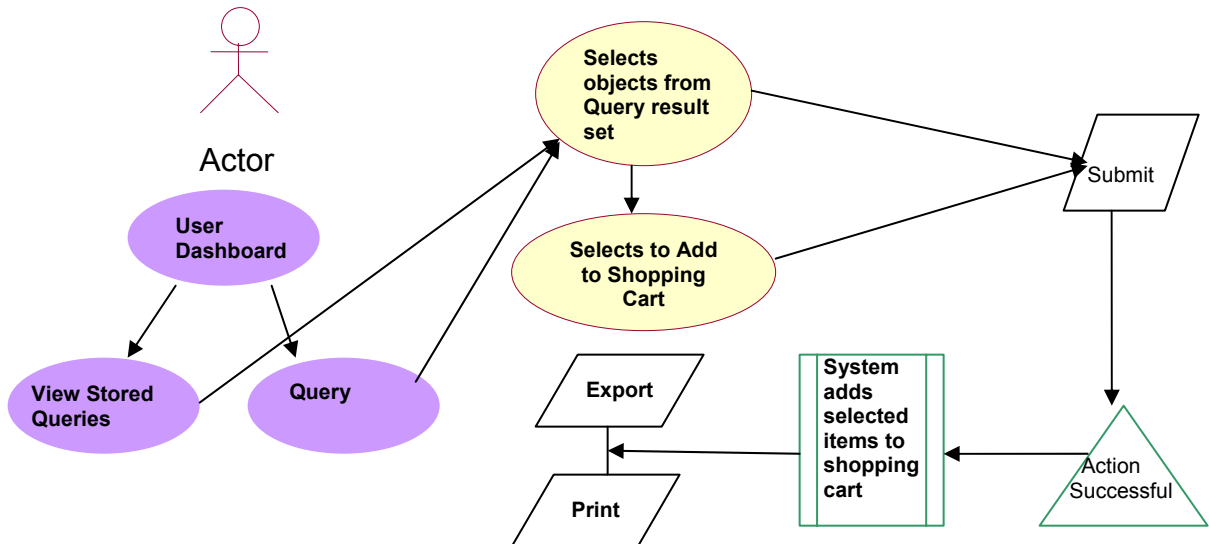 Actor
User
Dashboard
View Stored
Queries
Query
Selects
objects from
Query result
set
Selects to Add
to Shopping
Cart
Submit
Action
Successful
System
adds
selected
items to
shopping
cart
Export
Print